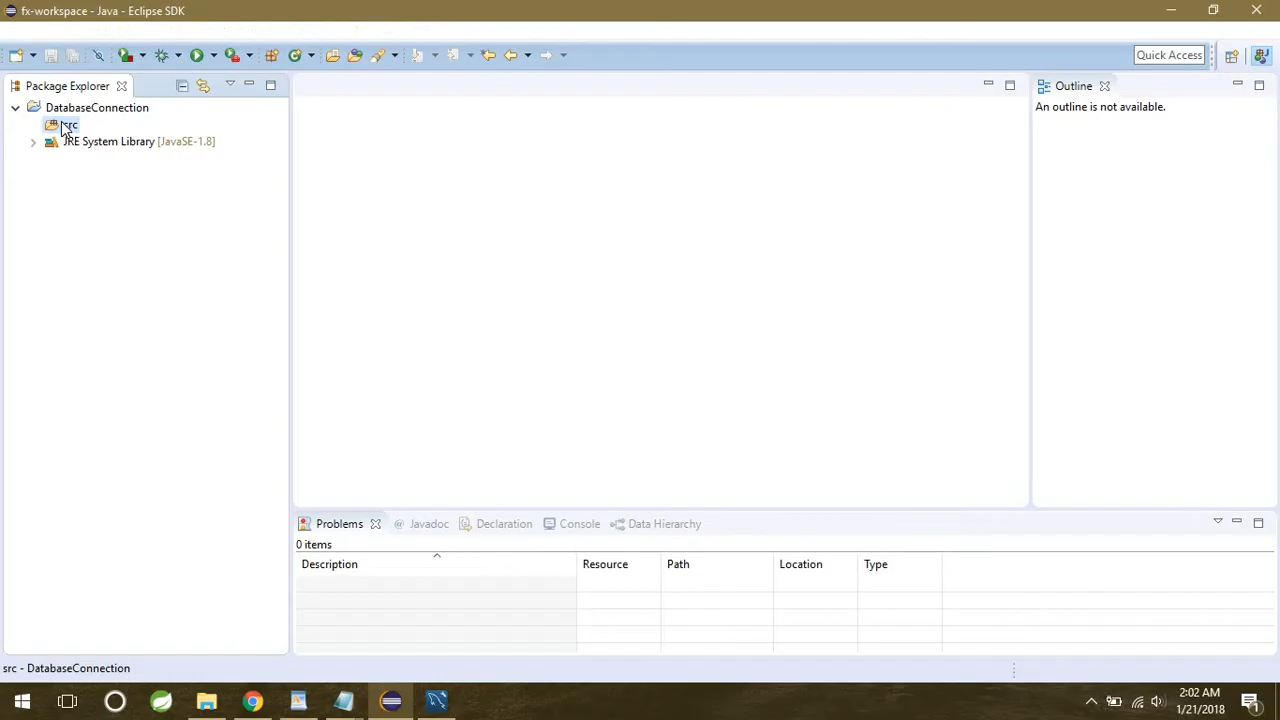 fx-workspace - Java - Eclipse SDK
Quick Access
Package Explorer
Outline
DatabaseConnection
An outline is not available.
src
JRE System Library [JavaSE-1.8]
Problems
@ Javadoc
Declaration
Console
Data Hierarchy
0 items
Description
Resource
Path
Location
Type
src - DatabaseConnection
2:02 AM
1/21/2018